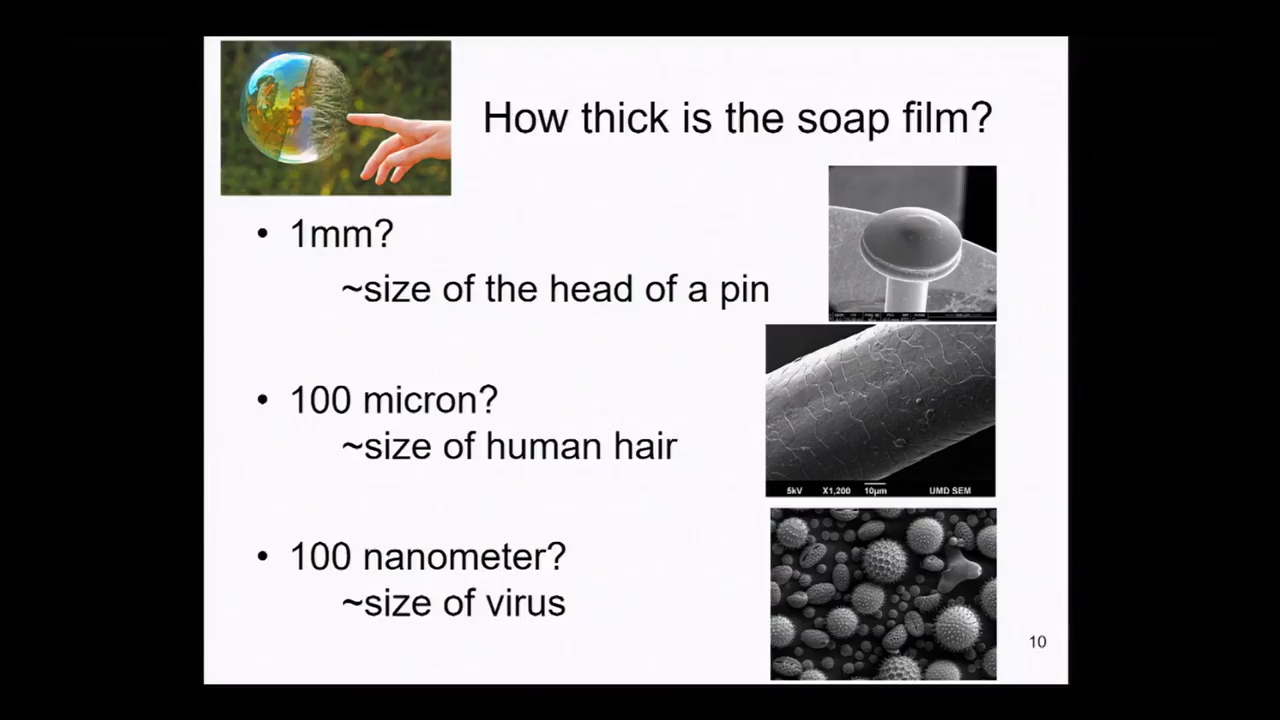 How thick is the soap film?
• 1mm?
~size of the head of a pin
• 100 micron?
~size of human hair
5kV X1,200 10µm UMD SEM
• 100 nanometer?
~size of virus
10